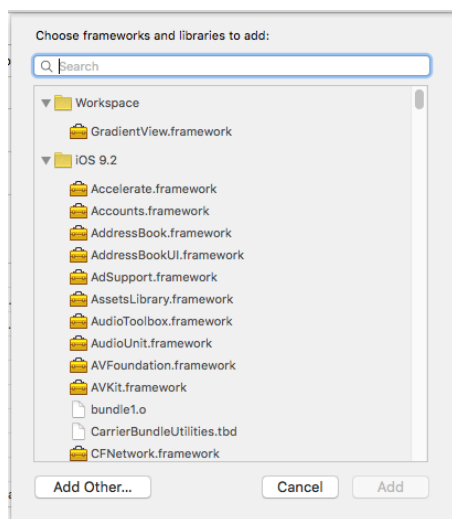 Choose frameworks and libraries to add:
Search
Workspace
GradientView.framework
iOS 9.2
Accelerate.framework
Accounts.framework
AddressBook.framework
AddressBookUI.framework
AdSupport.framework
AssetsLibrary.framework
AudioToolbox.framework
AudioUnit.framework
AVFoundation.framework
AVKit.framework
bundle1.o
CarrierBundleUtilities.tbd
CFNetwork.framework
Add Other... Cancel Add